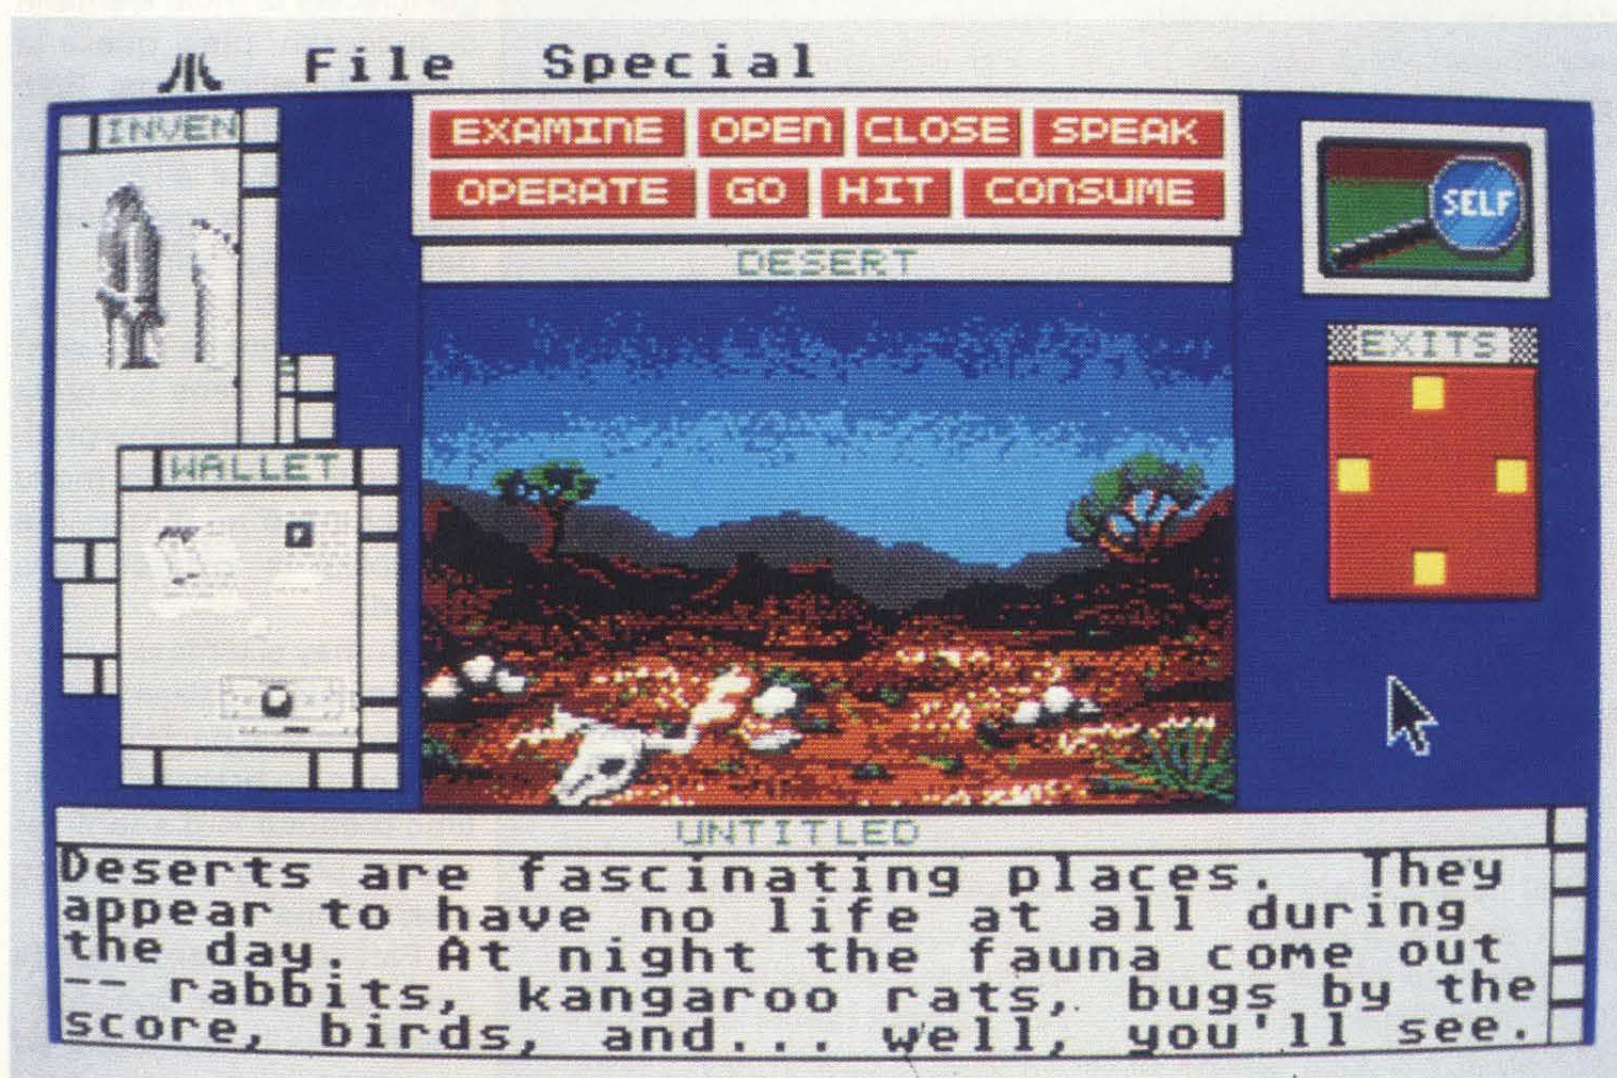 File Special
INVEN
EXAMINE OPEN CLOSE SPEAK
OPERATE GO HIT CONSUME
SELF
DESERT
EXITS
WALLET
UNTITLED
Deserts are fascinating places. They
appear to have no life at all during
the day. At night the fauna come out
-- rabbits, kangaroo rats, bugs by the
score, birds, and... well, you'll see.